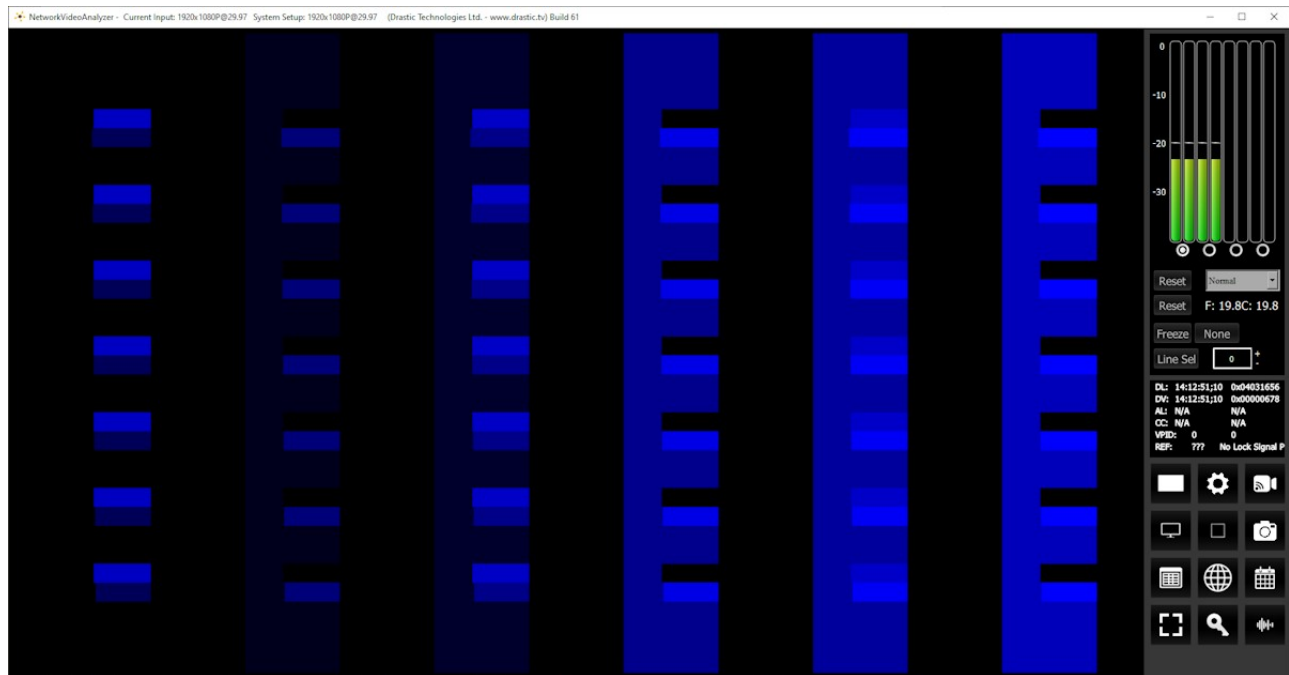 NetworkVideoAnalyzer - Current Input: 1920x1080P@29.97 System Setup: 1920x1080P@29.97 (Drastic Technologies Ltd. - www.drastic.tv) Build 61
0
-10
-20
-30
Reset Normal
Reset F: 19.8C: 19.8
Freeze None
Line Sel 0 + -
DL: 14:12:51;10 0x04031656
DV: 14:12:51;10 0x00000678
AL: N/A N/A
CC: N/A N/A
VPID: 0 0
REF: ??? No Lock Signal P